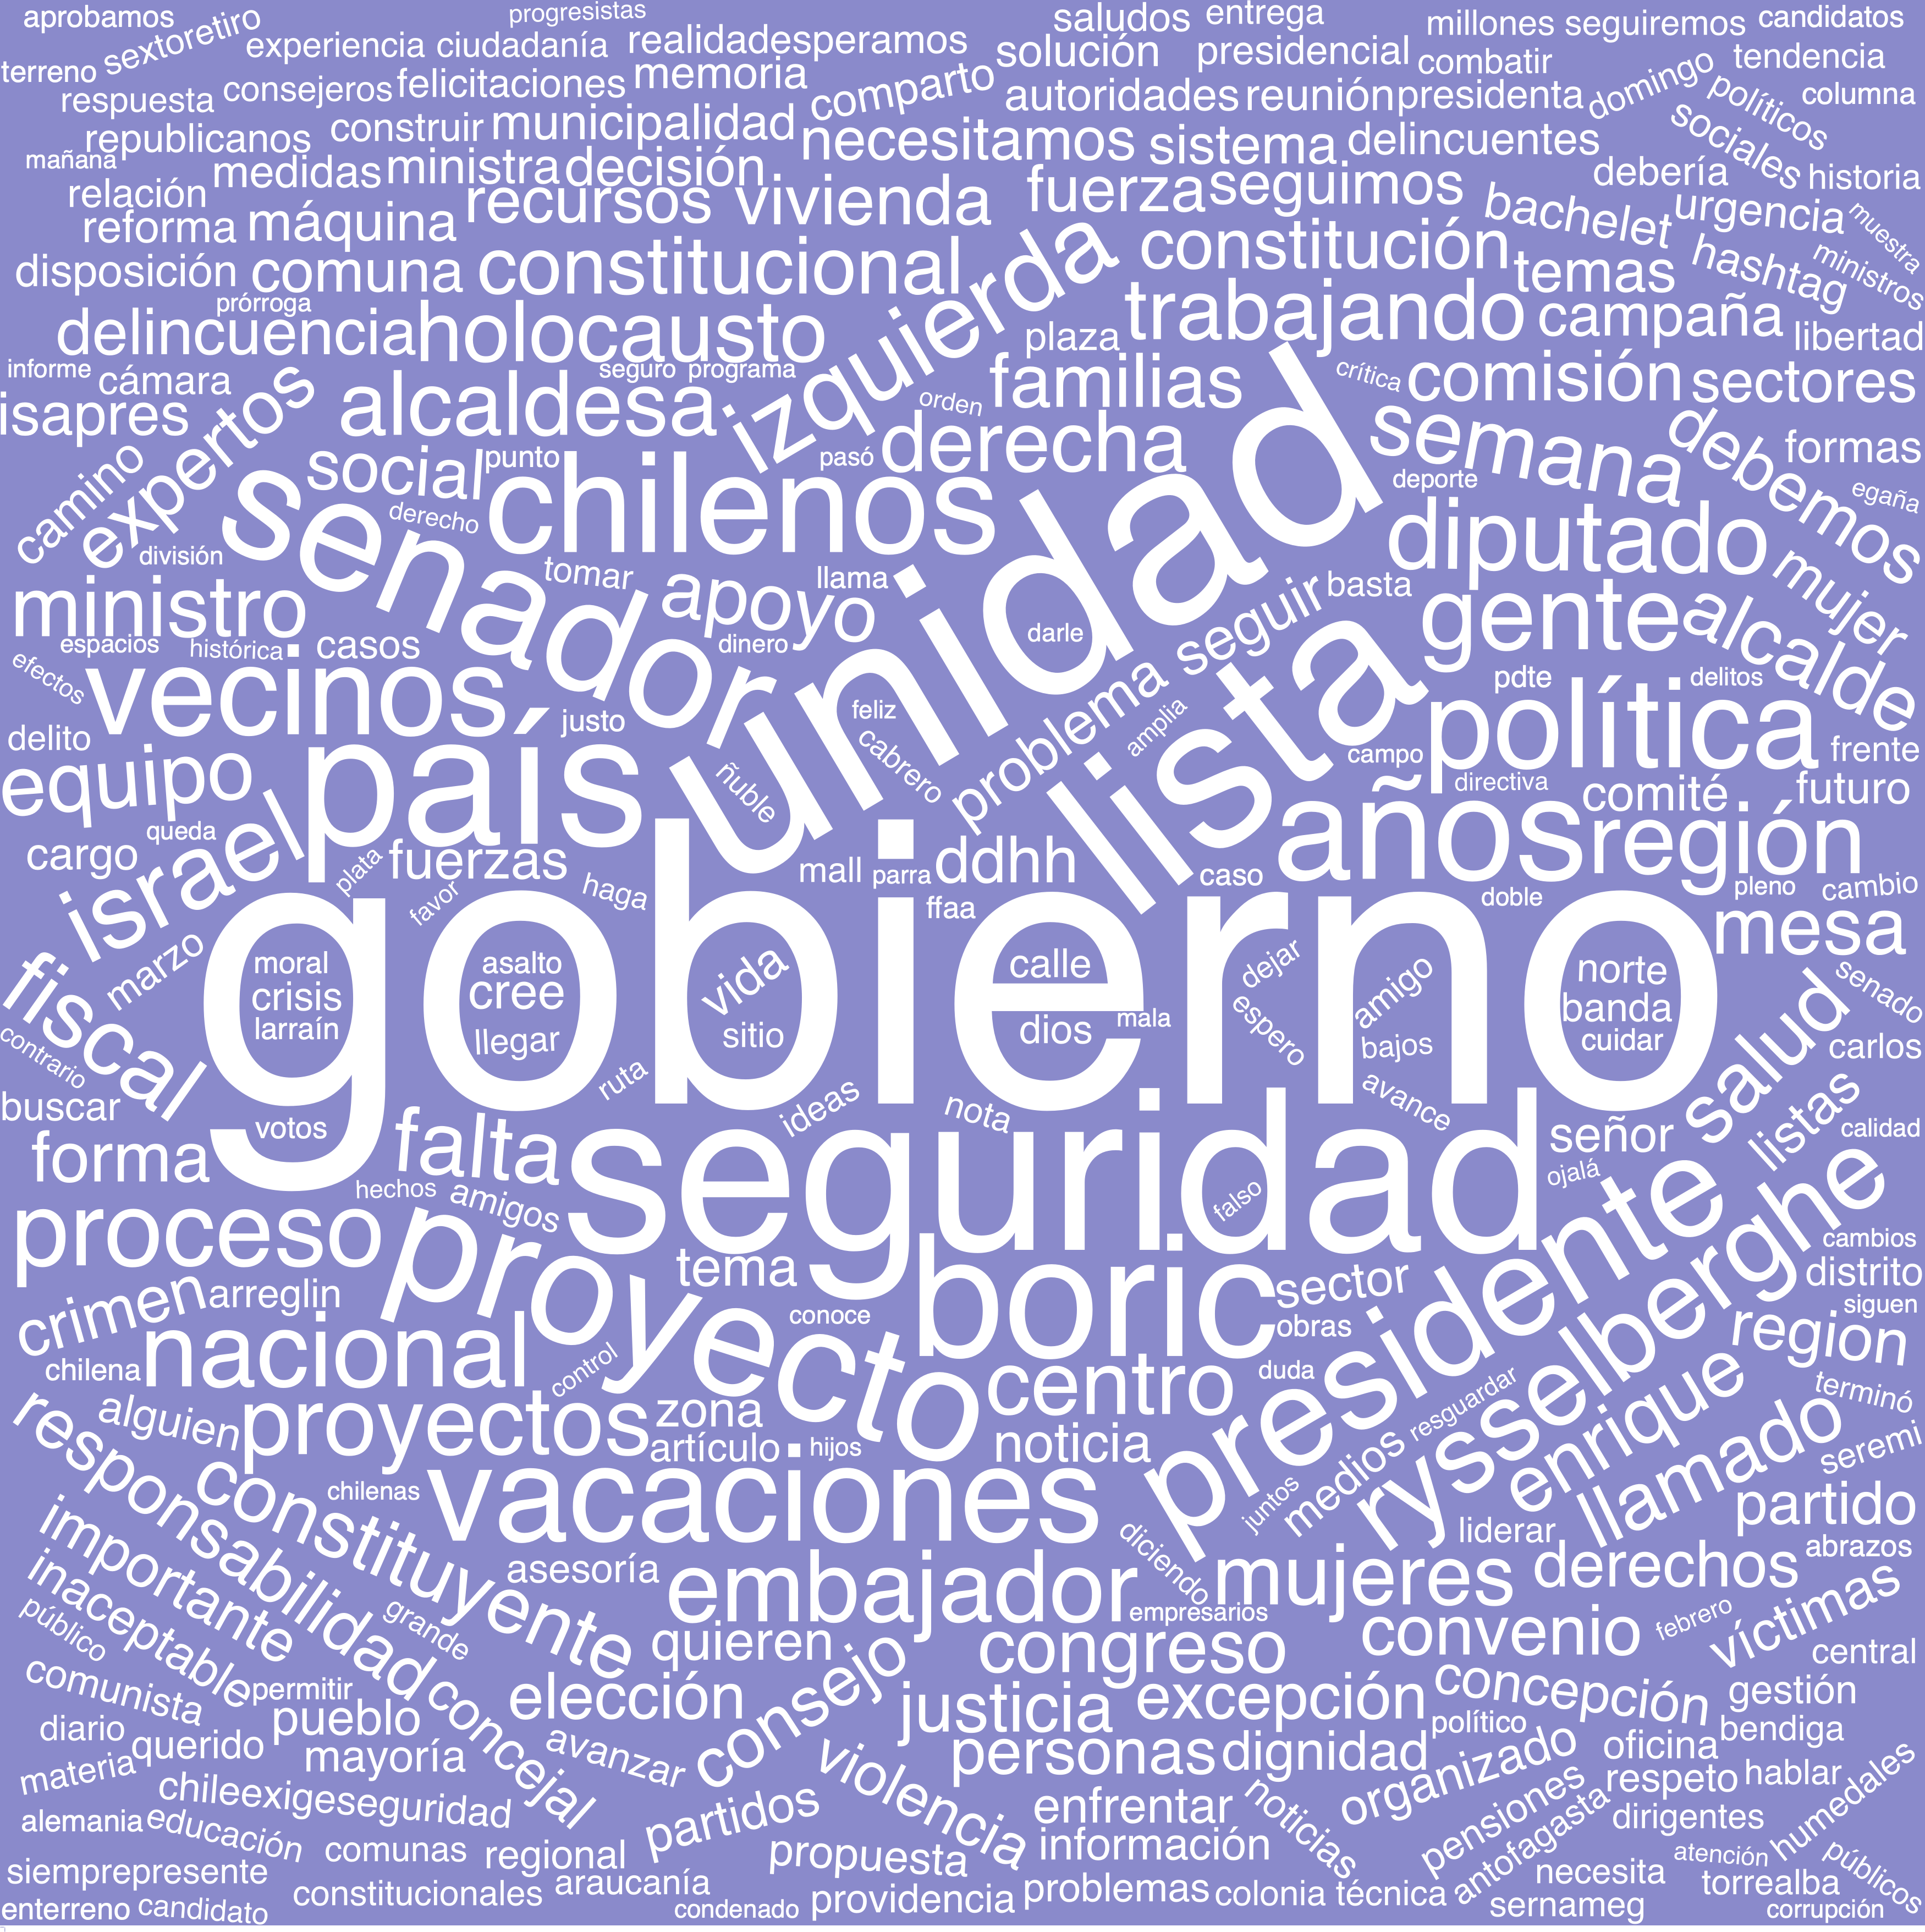 aprobamos
progresistas
saludos
entrega
millones
seguiremos
candidatos
sextoretiro
experiencia
ciudadanía
realidad
esperamos
solución
presidencial
combatir
domingo
tendencia
terreno
respuesta
consejeros
felicitaciones
memoria
comparto
autoridades
reunión
presidenta
políticos
columna
republicanos
construir
municipalidad
necesitamos
sistema
delincuentes
sociales
mañana
medidas
ministra
decisión
debería
historia
relación
recursos
vivienda
fuerza
seguimos
bachelet
urgencia
muestra
reforma
máquina
izquierda
constitución
hashtag
ministros
disposición
comuna
constitucional
temas
prórroga
trabajando
campaña
libertad
delincuencia
holocausto
plaza
informe
cámara
seguro
programa
familias
crítica
comisión
sectores
isapres
expertos
alcaldesa
orden
derecha
semana
debemos
formas
camino
social
punto
pasó
chilenos
unidad
deporte
egaña
senador
derecho
división
tomar
llama
diputado
mujer
ministro
apoyo
seguir
basta
gente
alcalde
espacios
histórica
casos
dinero
darle
efectos
vecinos
justo
feliz
problema
lista
pdte
delitos
delito
país
cabrero
amplia
campo
política
frente
equipo
ñuble
directiva
comité
futuro
queda
cargo
israel
plata
fuerzas
favor
haga
mall
parra
ddhh
caso
años
región
doble
pleno
cambio
ffaa
mesa
marzo
fiscal
gobierno
moral
crisis
larraín
asalto
cree
llegar
vida
sitio
calle
dios
mala
dejar
espero
amigo
bajos
norte
banda
cuidar
senado
contrario
salud
carlos
buscar
ruta
ideas
nota
avance
listas
votos
forma
falta
seguridad
señor
calidad
hechos
amigos
falso
ojalá
proceso
proyecto
tema
boric
sector
presidente
rysselberghe
cambios
distrito
crimen
arreglin
conoce
obras
siguen
nacional
region
chilena
control
centro
duda
resguardar
enrique
terminó
responsabilidad
alguien
proyectos
zona
artículo
hijos
noticia
medios
llamado
seremi
constituyente
chilenas
vacaciones
juntos
liderar
partido
importante
asesoría
embajador
diciendo
mujeres
derechos
abrazos
inaceptable
público
grande
quieren
empresarios
congreso
convenio
febrero
víctimas
central
comunista
permitir
concejal
elección
consejo
justicia
excepción
concepción
gestión
diario
pueblo
político
bendiga
materia
querido
mayoría
avanzar
violencia
personas
dignidad
organizado
oficina
respeto
hablar
humedales
chileexigeseguridad
partidos
enfrentar
noticias
pensiones
dirigentes
alemania
educación
comunas
regional
propuesta
información
antofagasta
atención
públicos
siemprepresente
constitucionales
araucanía
providencia
problemas
colonia
técnica
necesita
torrealba
enterreno
candidato
condenado
sernameg
corrupción